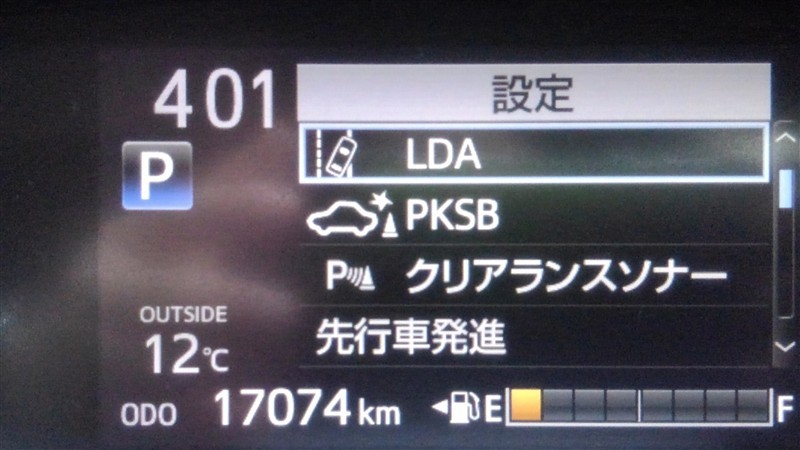 401
設定
P
LDA
PKSB
P クリアランスソナー
先行車発進
OUTSIDE
12℃
ODO 17074 km
E F